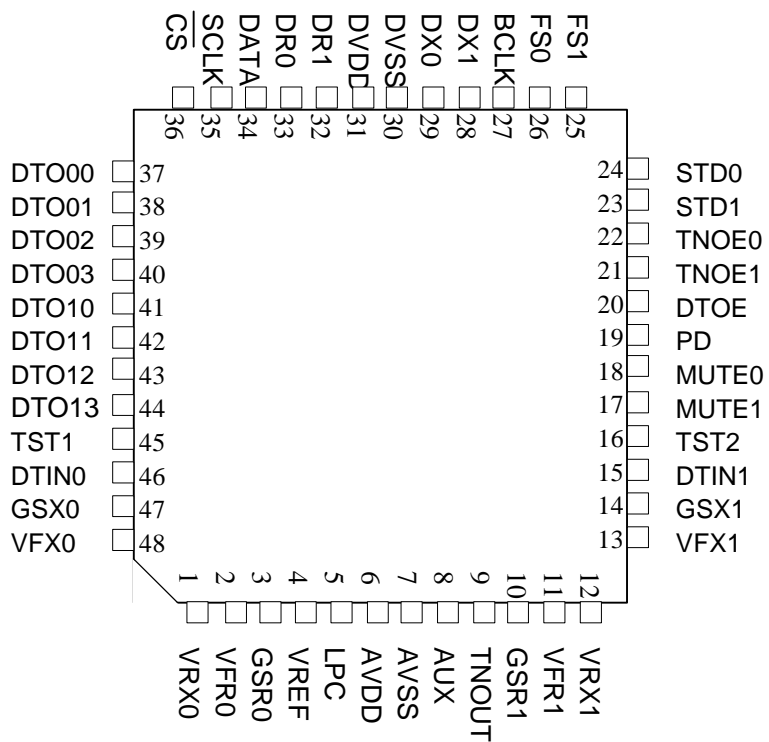 CS
SCLK
DATA
DR0
DR1
DVDD
DVSS
DX0
DX1
BCLK
FS0
FS1
36
35
34
33
32
31
30
29
28
27
26
25
DTO00 37
DTO01 38
DTO02 39
DTO03 40
DTO10 41
DTO11 42
DTO12 43
DTO13 44
TST1 45
DTIN0 46
GSX0 47
VFX0 48
24 STD0
23 STD1
22 TNOE0
21 TNOE1
20 DTOE
19 PD
18 MUTE0
17 MUTE1
16 TST2
15 DTIN1
14 GSX1
13 VFX1
1
2
3
4
5
6
7
8
9
10
11
12
VRX0
VFR0
GSR0
VREF
LPC
AVDD
AVSS
AUX
TNOUT
GSR1
VFR1
VRX1